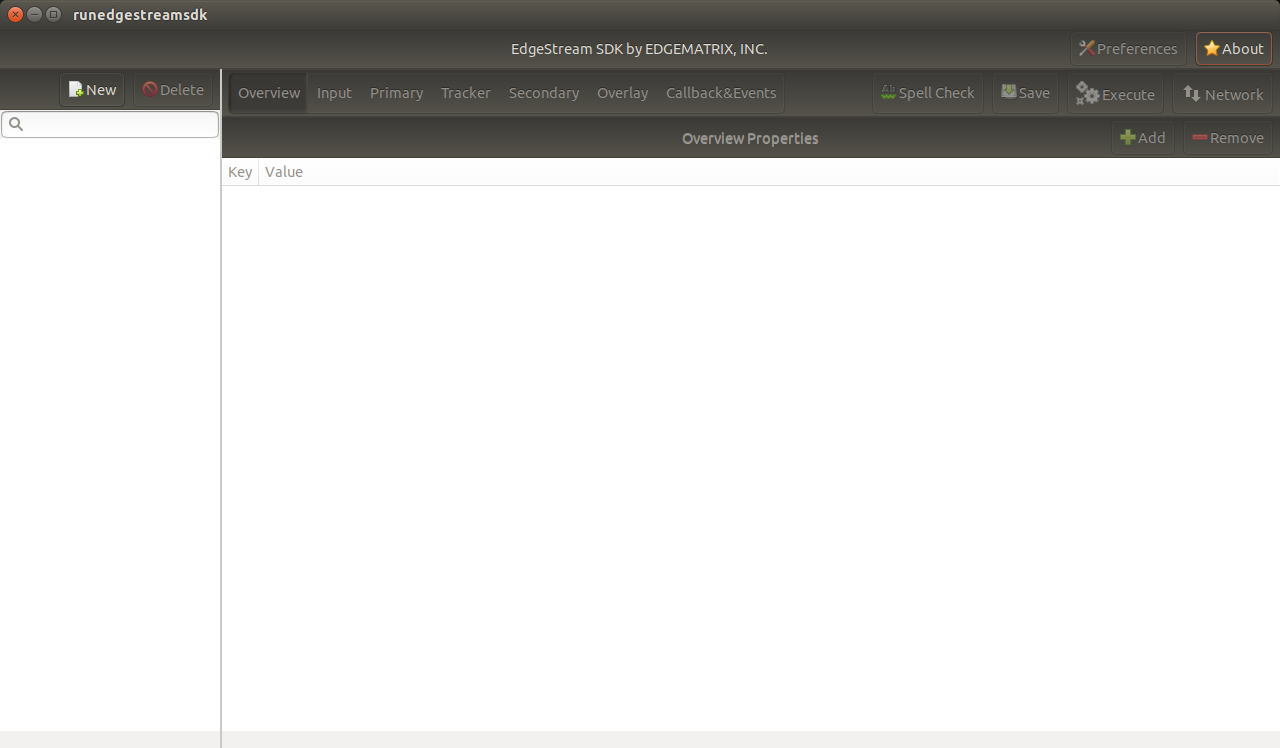 runedgestreamsdk
EdgeStream SDK by EDGEMATRIX, INC.
Preferences
About
New
Delete
Overview
Input
Primary
Tracker
Secondary
Overlay
Callback&Events
Spell Check
Save
Execute
Network
Overview Properties
Add
Remove
Key
Value